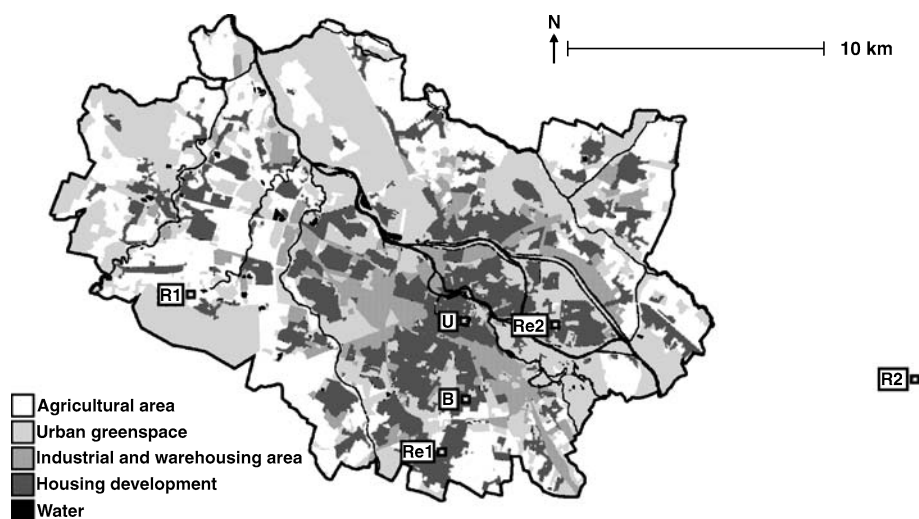 N
10 km
R1
U
Re2
R2
B
Re1
Agricultural area
Urban greenspace
Industrial and warehousing area
Housing development
Water